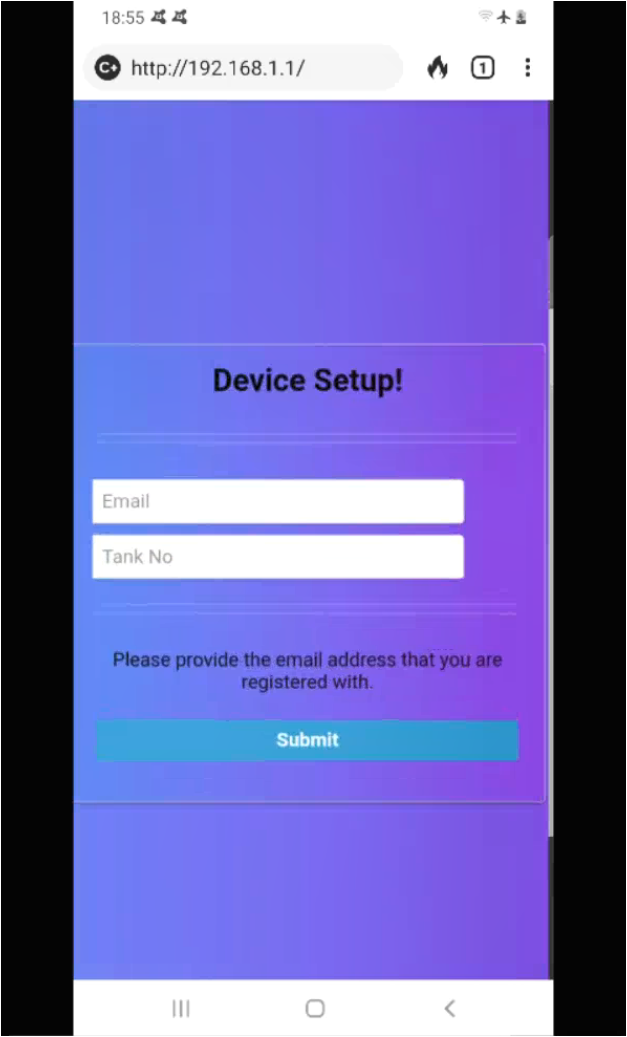 18:55
C+ http://192.168.1.1/ 1
Device Setup!
Email
Tank No
Please provide the email address that you are
registered with.
Submit